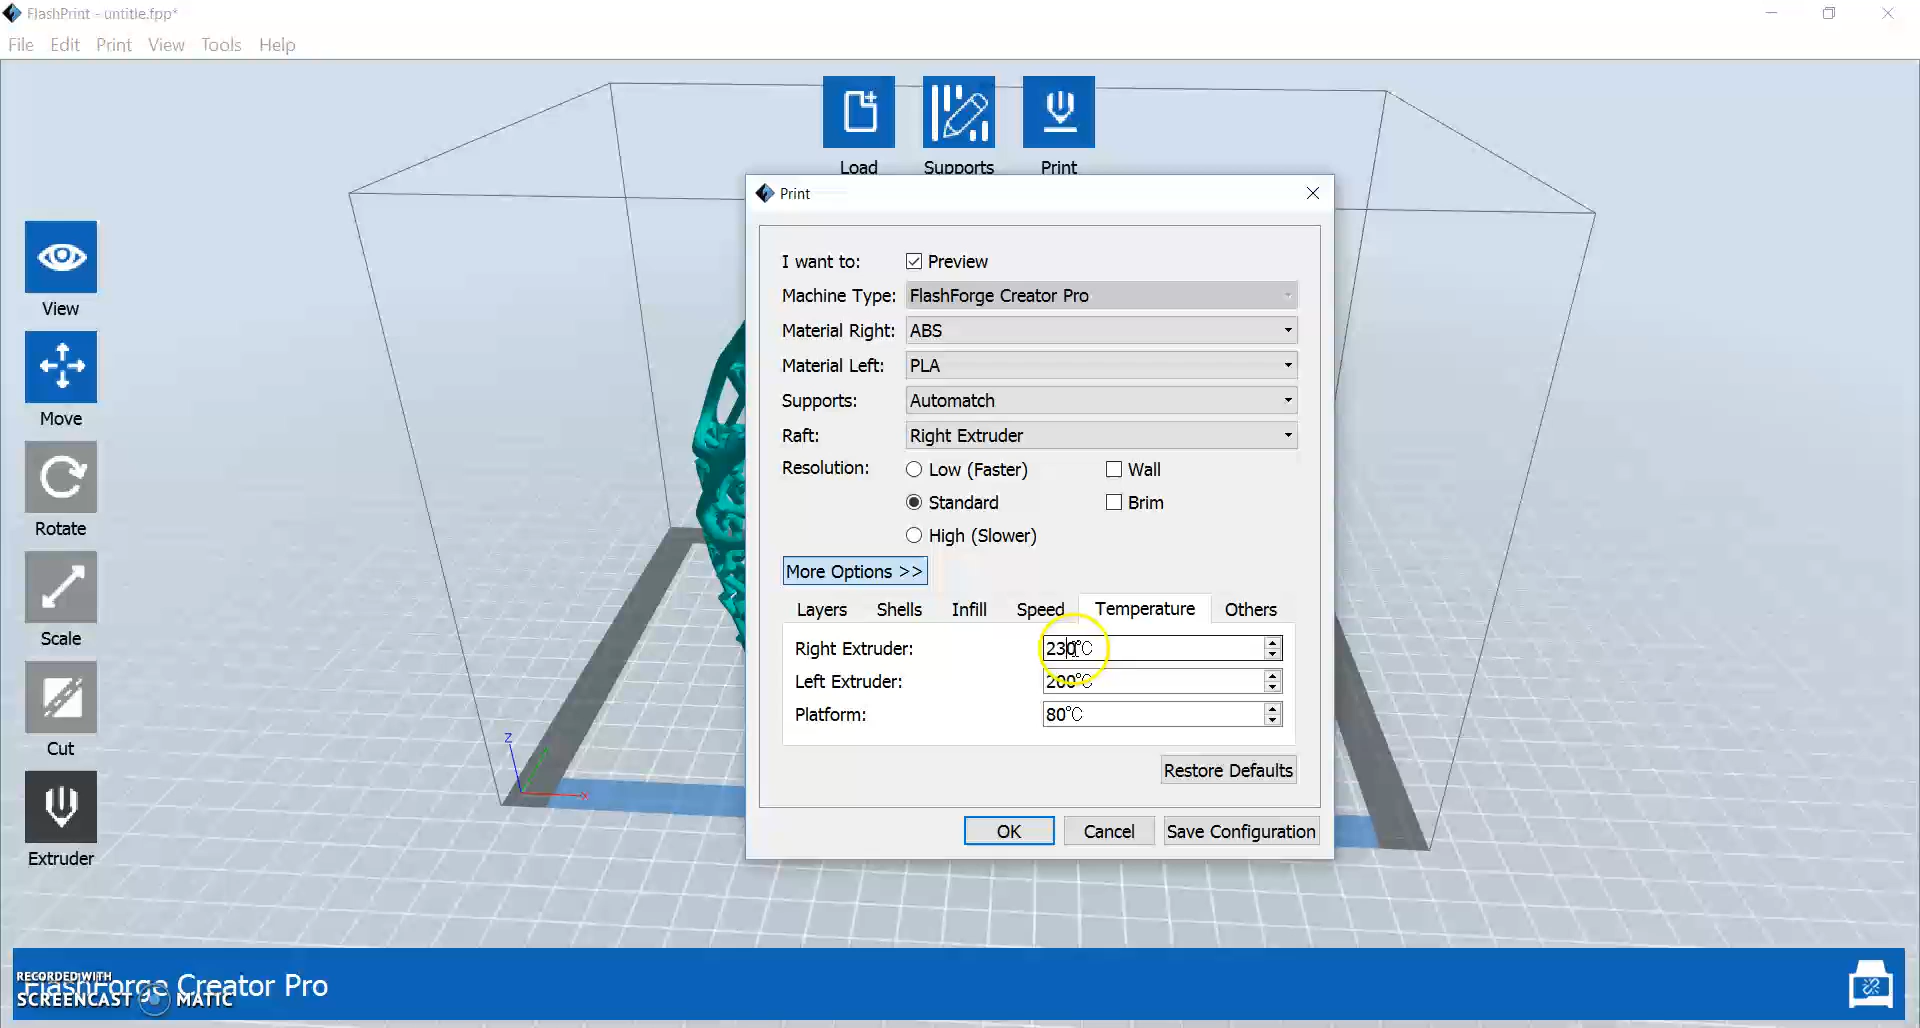 FlashPrint - untitle.fpp*
File Edit Print View Tools Help
Load Supports Print
Print
I want to: Preview
Machine Type: FlashForge Creator Pro
Material Right: ABS
Material Left: PLA
Supports: Automatch
Raft: Right Extruder
Resolution: Low (Faster) Wall
Standard Brim
High (Slower)
More Options >>
Layers Shells Infill Speed Temperature Others
Right Extruder: 230°C
Left Extruder: 200°C
Platform: 80°C
Restore Defaults
OK Cancel Save Configuration
View
Move
Rotate
Scale
Cut
Extruder
Z
X
RECORDED WITH
FlashForge Creator Pro
SCREENCAST MATIC